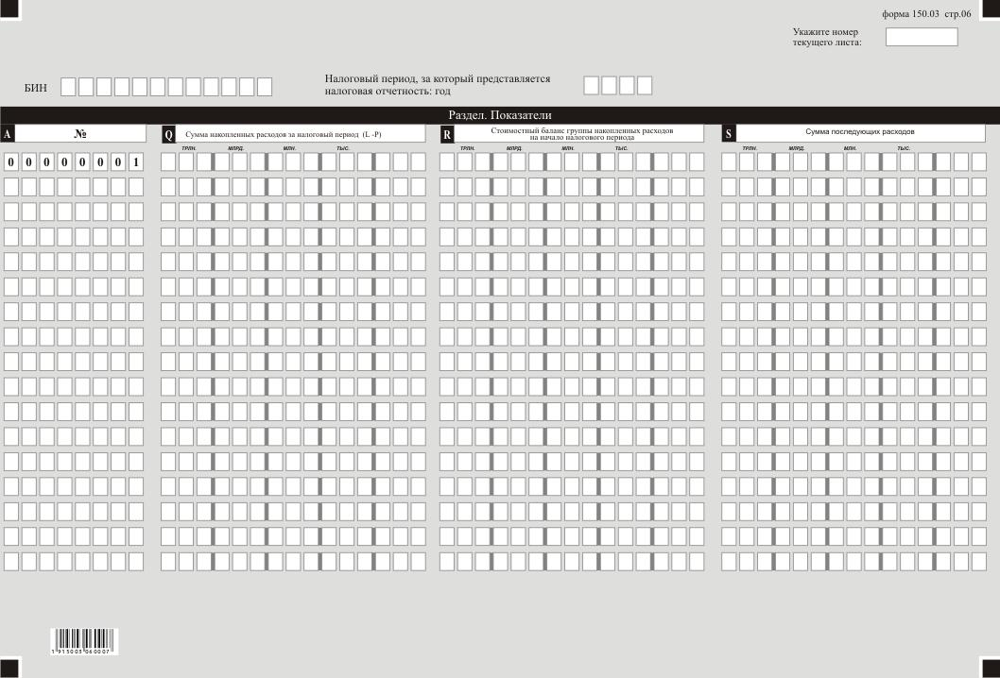 форма 150.03 стр.06
Укажите номер
текущего листа:
БИН
Налоговый период, за который представляется
налоговая отчетность: год
Раздел. Показатели
A
№
Q
Сумма накопленных расходов за налоговый период (L -P)
R
Стоимостный баланс группы накопленных расходов
на начало налогового периода
S
Сумма последующих расходов
ТРЛН. МЛРД. МЛН. ТЫС. ТРЛН. МЛРД. МЛН. ТЫС. ТРЛН. МЛРД. МЛН. ТЫС.
0 0 0 0 0 0 0 1
1 915003 060007